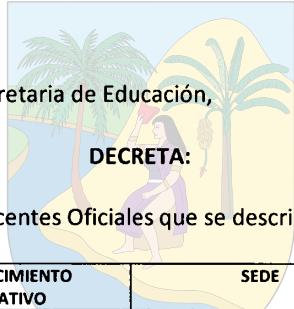 retaria de Educación,
DECRETA:
centes Oficiales que se descri
CIMIENTO SEDE
ATIVO